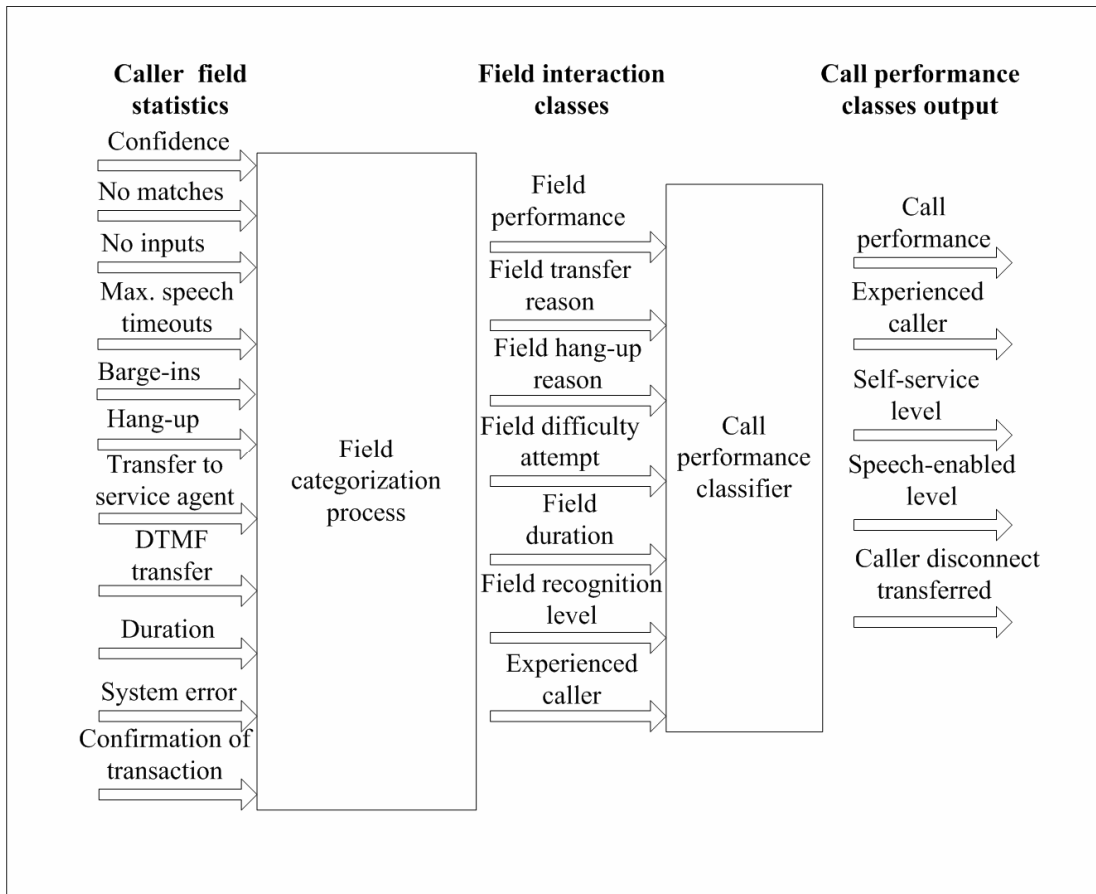 Caller field
statistics
Confidence
No matches
No inputs
Max. speech
timeouts
Barge-ins
Hang-up
Transfer to
service agent
DTMF
transfer
Duration
System error
Confirmation of
transaction
Field
categorization
process
Field interaction
classes
Field
performance
Field transfer
reason
Field hang-up
reason
Field difficulty
attempt
Field
duration
Field recognition
level
Experienced
caller
Call
performance
classifier
Call performance
classes output
Call
performance
Experienced
caller
Self-service
level
Speech-enabled
level
Caller disconnect
transferred